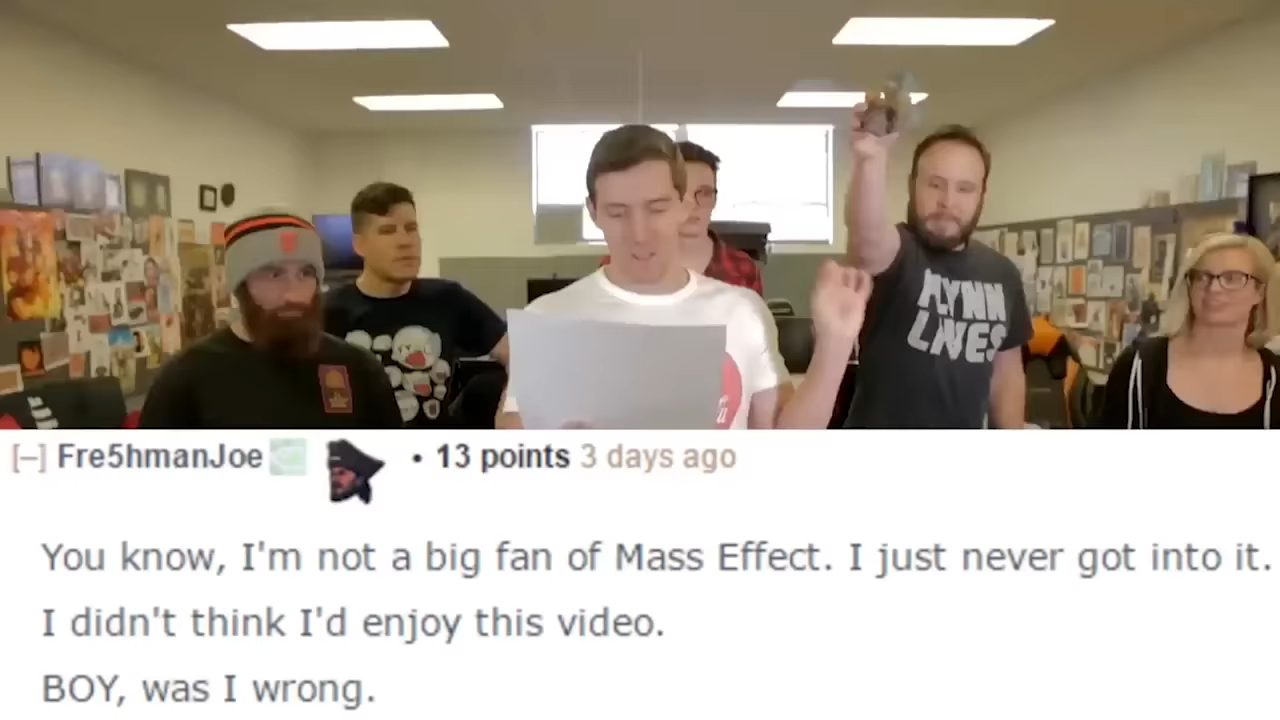 FLYNN
LIVES
[–] Fre5hmanJoe • 13 points 3 days ago
You know, I'm not a big fan of Mass Effect. I just never got into it.
I didn't think I'd enjoy this video.
BOY, was I wrong.